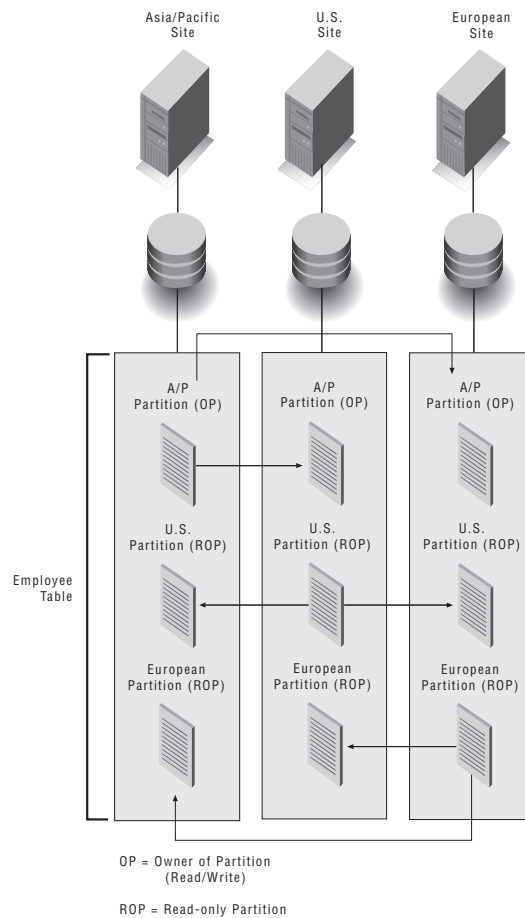 Asia/Pacific
Site
U.S.
Site
European
Site
A/P
Partition (OP)
A/P
Partition (OP)
A/P
Partition (OP)
U.S.
Partition (ROP)
U.S.
Partition (ROP)
U.S.
Partition (ROP)
Employee
Table
European
Partition (ROP)
European
Partition (ROP)
European
Partition (ROP)
OP = Owner of Partition
(Read/Write)
ROP = Read-only Partition